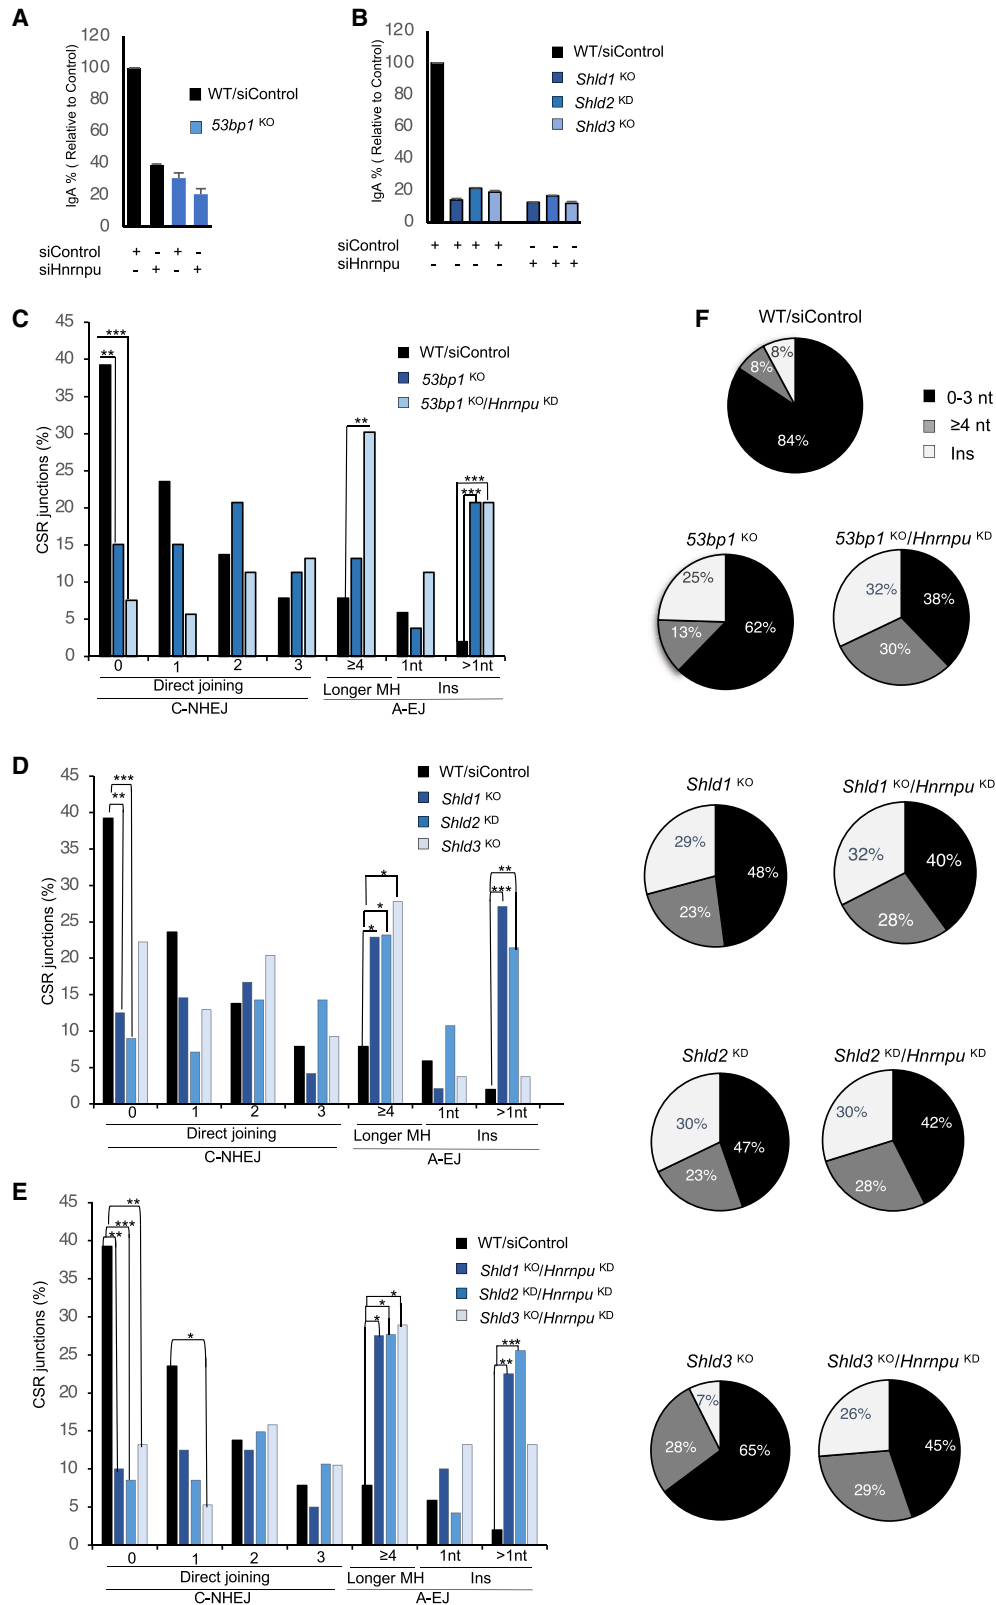 A
IgA % ( Relative to Control)
120
100
80
60
40
20
0
WT/siControl
53bp1 KO
siControl + - + -
siHnrnpu - + - +
B
IgA % (Relative to Control)
120
100
80
60
40
20
0
WT/siControl
Shld1 KO
Shld2 KD
Shld3 KO
siControl + + + + - - -
siHnrnpu - - - - + + +
C
CSR junctions (%)
45
40
35
30
25
20
15
10
5
0
WT/siControl
53bp1 KO
53bp1 KO/Hnrnpu KD
***
**
**
***
***
0 1 2 3 ≥4 1nt >1nt
Direct joining Longer MH Ins
C-NHEJ A-EJ
D
CSR junctions (%)
45
40
35
30
25
20
15
10
5
0
WT/siControl
Shld1 KO
Shld2 KD
Shld3 KO
***
**
*
*
*
**
***
0 1 2 3 ≥4 1nt >1nt
Direct joining Longer MH Ins
C-NHEJ A-EJ
E
CSR junctions (%)
45
40
35
30
25
20
15
10
5
0
WT/siControl
Shld1 KO/Hnrnpu KD
Shld2 KD/Hnrnpu KD
Shld3 KO/Hnrnpu KD
**
***
**
*
*
*
*
***
**
0 1 2 3 ≥4 1nt >1nt
Direct joining Longer MH Ins
C-NHEJ A-EJ
F
WT/siControl
8%
8%
84%
0-3 nt
≥4 nt
Ins
53bp1 KO
25%
13%
62%
53bp1 KO/Hnrnpu KD
32%
38%
30%
Shld1 KO
29%
48%
23%
Shld1 KO/Hnrnpu KD
32%
40%
28%
Shld2 KD
30%
47%
23%
Shld2 KD/Hnrnpu KD
30%
42%
28%
Shld3 KO
7%
28%
65%
Shld3 KO/Hnrnpu KD
26%
45%
29%